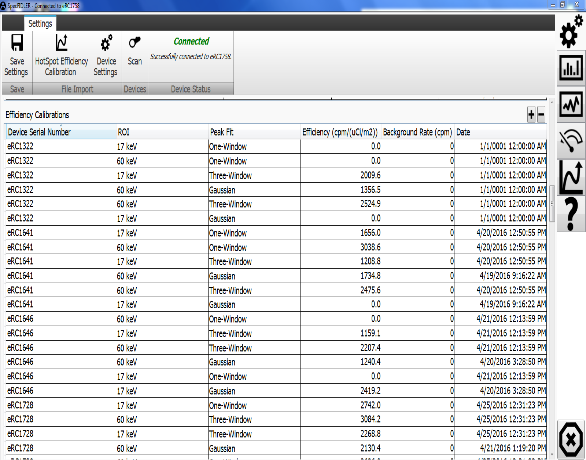 SpecRIDLER - Connected to eRC1758
Settings
Connected
Successfully connected to eRC1758.
Save Settings
HotSpot Efficiency Calibration
Device Settings
Scan
Save File Import Devices Device Status
Efficiency Calibrations
Device Serial Number ROI Peak Fit Efficiency (cpm/(uCi/m2)) Background Rate (cpm) Date
eRC1322 17 keV One-Window 0.0 0 1/1/0001 12:00:00 AM
eRC1322 60 keV One-Window 0.0 0 1/1/0001 12:00:00 AM
eRC1322 17 keV Three-Window 2009.6 0 1/1/0001 12:00:00 AM
eRC1322 60 keV Gaussian 1356.5 0 1/1/0001 12:00:00 AM
eRC1322 60 keV Three-Window 2524.9 0 1/1/0001 12:00:00 AM
eRC1322 17 keV Gaussian 0.0 0 1/1/0001 12:00:00 AM
eRC1641 17 keV One-Window 1656.0 0 4/20/2016 12:50:55 PM
eRC1641 60 keV One-Window 3038.6 0 4/20/2016 12:50:55 PM
eRC1641 17 keV Three-Window 1208.8 0 4/20/2016 12:50:55 PM
eRC1641 60 keV Gaussian 1734.8 0 4/19/2016 9:16:22 AM
eRC1641 60 keV Three-Window 2475.6 0 4/20/2016 12:50:55 PM
eRC1641 17 keV Gaussian 0.0 0 4/19/2016 9:16:22 AM
eRC1646 60 keV One-Window 0.0 0 4/21/2016 12:13:59 PM
eRC1646 17 keV Three-Window 1159.1 0 4/21/2016 12:13:59 PM
eRC1646 60 keV Three-Window 2207.4 0 4/21/2016 12:13:59 PM
eRC1646 60 keV Gaussian 1240.4 0 4/20/2016 3:28:50 PM
eRC1646 17 keV One-Window 0.0 0 4/21/2016 12:13:59 PM
eRC1646 17 keV Gaussian 2419.2 0 4/20/2016 3:28:50 PM
eRC1728 17 keV One-Window 2742.0 0 4/25/2016 12:31:23 PM
eRC1728 60 keV Three-Window 3084.2 0 4/25/2016 12:31:23 PM
eRC1728 17 keV Three-Window 2268.8 0 4/25/2016 12:31:23 PM
eRC1728 60 keV Gaussian 2130.4 0 4/21/2016 1:19:20 PM